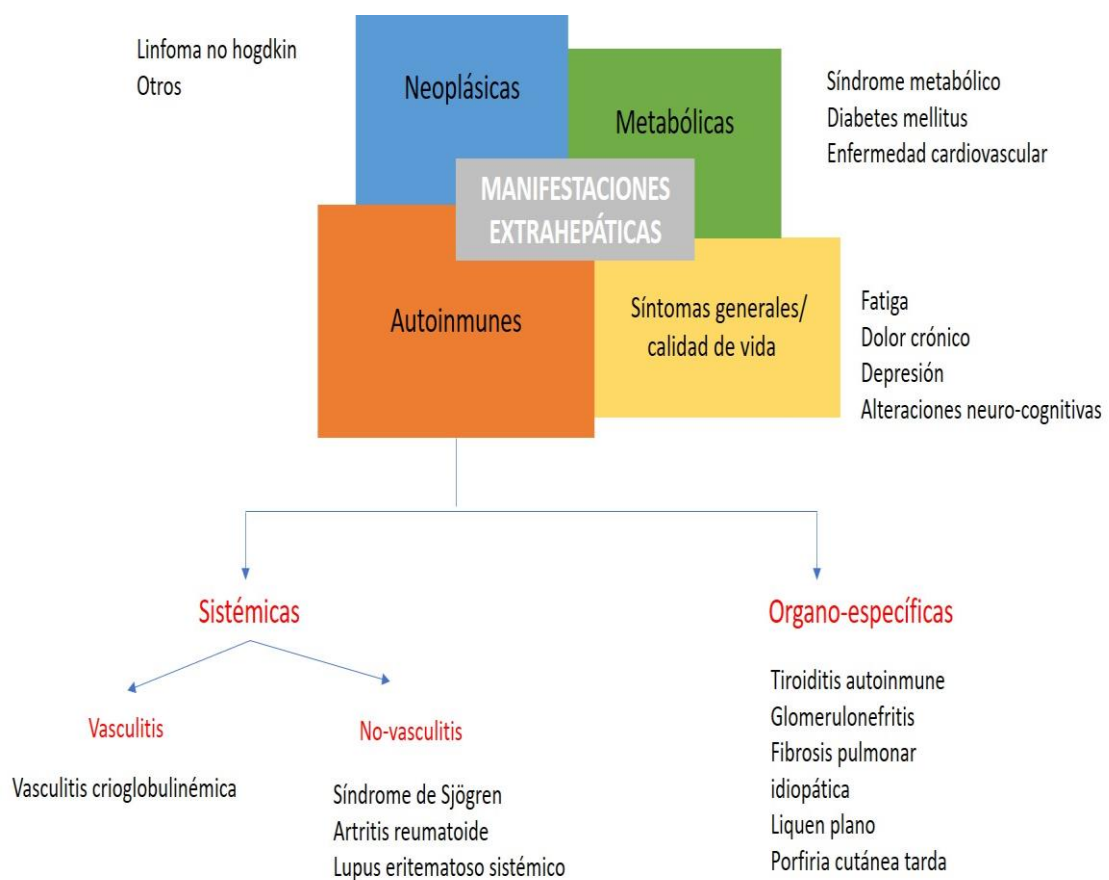 Linfoma no hogdkin
Otros
Neoplásicas
Metabólicas
Síndrome metabólico
Diabetes mellitus
Enfermedad cardiovascular
MANIFESTACIONES
EXTRAHEPÁTICAS
Autoinmunes
Síntomas generales/
calidad de vida
Fatiga
Dolor crónico
Depresión
Alteraciones neuro-cognitivas
Sistémicas
Vasculitis
Vasculitis crioglobulinémica
No-vasculitis
Síndrome de Sjögren
Artritis reumatoide
Lupus eritematoso sistémico
Organo-específicas
Tiroiditis autoinmune
Glomerulonefritis
Fibrosis pulmonar
idiopática
Liquen plano
Porfiria cutánea tarda